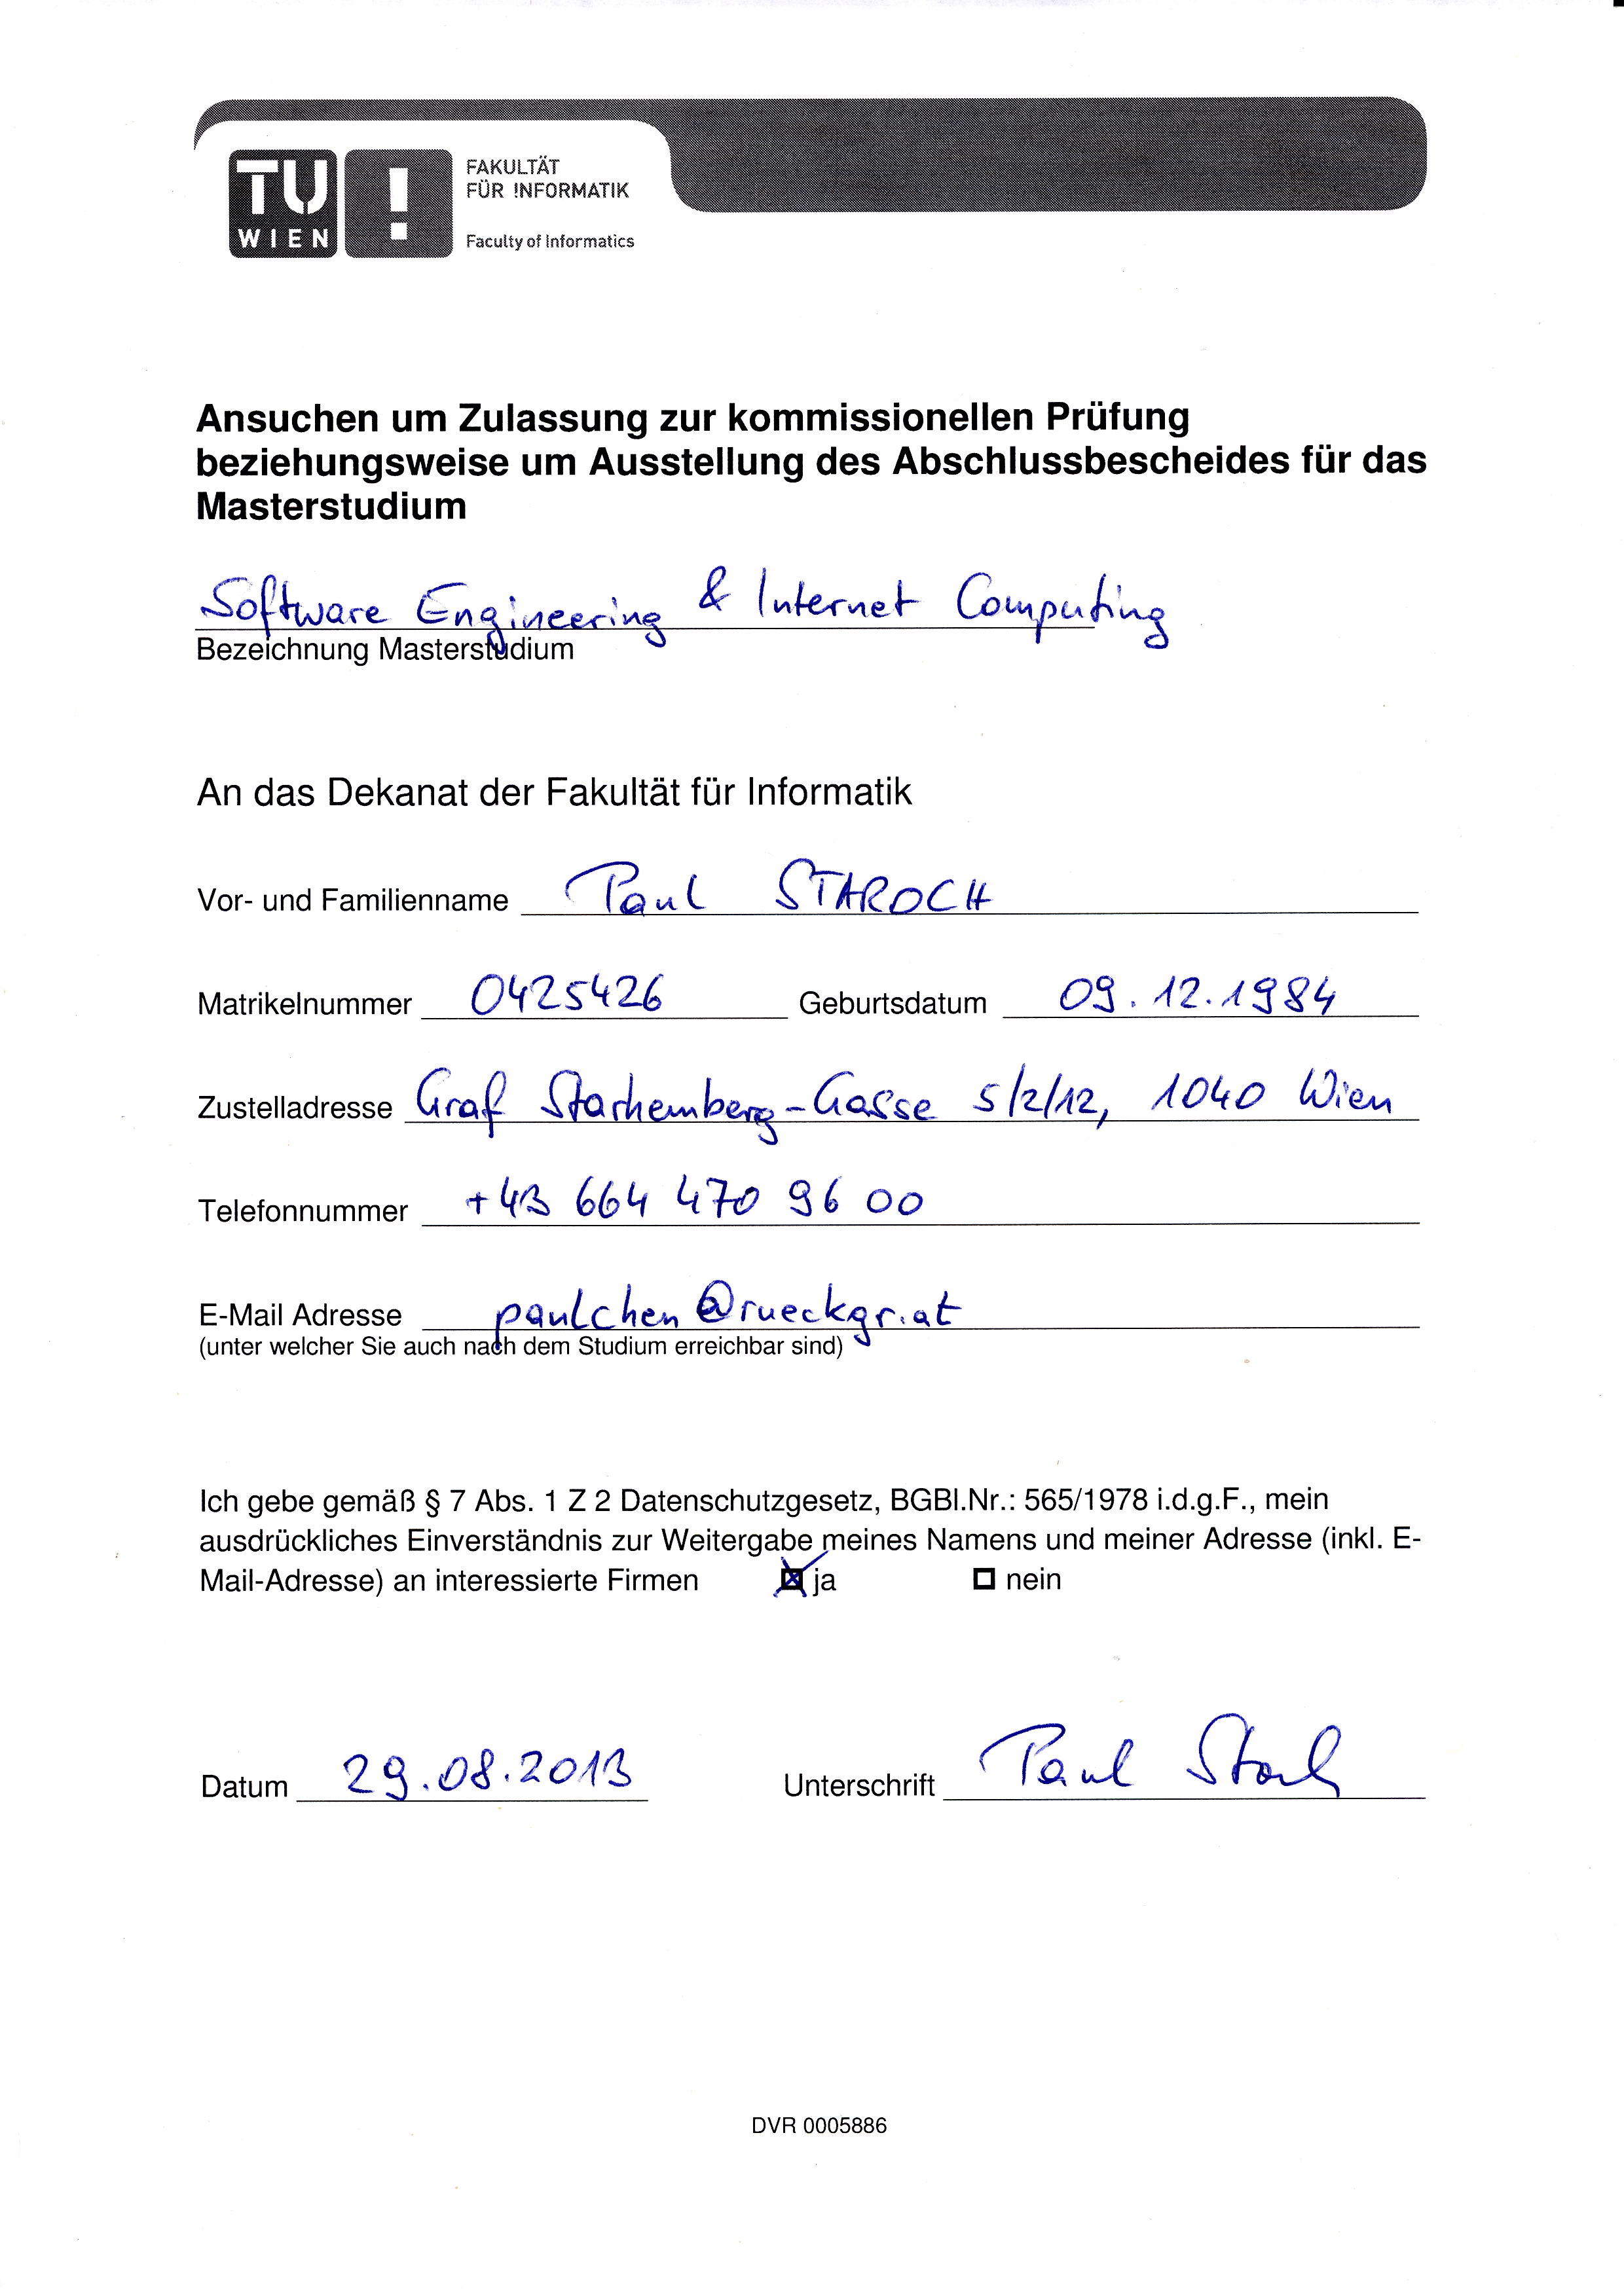 TU
WIEN
!
FAKULTÄT
FÜR !NFORMATIK
Faculty of Informatics
Ansuchen um Zulassung zur kommissionellen Prüfung
beziehungsweise um Ausstellung des Abschlussbescheides für das
Masterstudium
Software Engineering & Internet Computing
Bezeichnung Masterstudium
An das Dekanat der Fakultät für Informatik
Vor- und Familienname Paul STAROCH
Matrikelnummer 0425426 Geburtsdatum 09.12.1984
Zustelladresse Graf Starhemberg-Gasse 5/2/12, 1040 Wien
Telefonnummer +43 664 470 96 00
E-Mail Adresse paulchen@rueckgr.at
(unter welcher Sie auch nach dem Studium erreichbar sind)
Ich gebe gemäß § 7 Abs. 1 Z 2 Datenschutzgesetz, BGBl.Nr.: 565/1978 i.d.g.F., mein
ausdrückliches Einverständnis zur Weitergabe meines Namens und meiner Adresse (inkl. E-
Mail-Adresse) an interessierte Firmen ☒ ja ☐ nein
Datum 29.08.2013 Unterschrift Paul Staroch
DVR 0005886